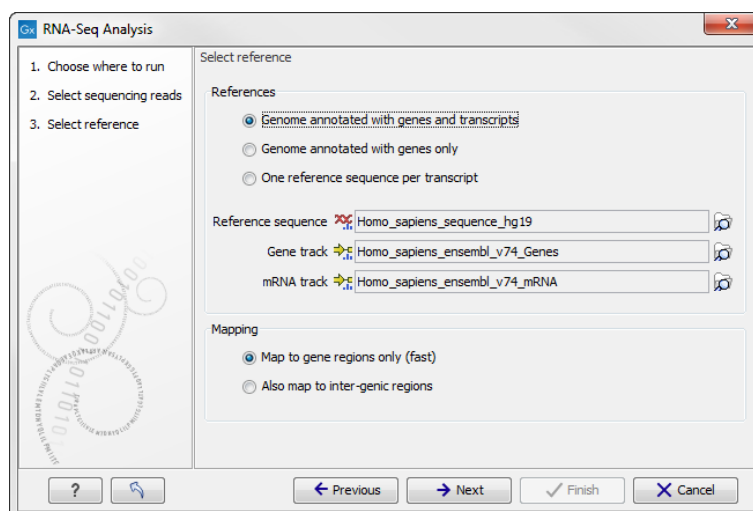 Gx RNA-Seq Analysis
1. Choose where to run
2. Select sequencing reads
3. Select reference
Select reference
References
Genome annotated with genes and transcripts
Genome annotated with genes only
One reference sequence per transcript
Reference sequence Homo_sapiens_sequence_hg19
Gene track Homo_sapiens_ensembl_v74_Genes
mRNA track Homo_sapiens_ensembl_v74_mRNA
Mapping
Map to gene regions only (fast)
Also map to inter-genic regions
? Previous Next Finish Cancel